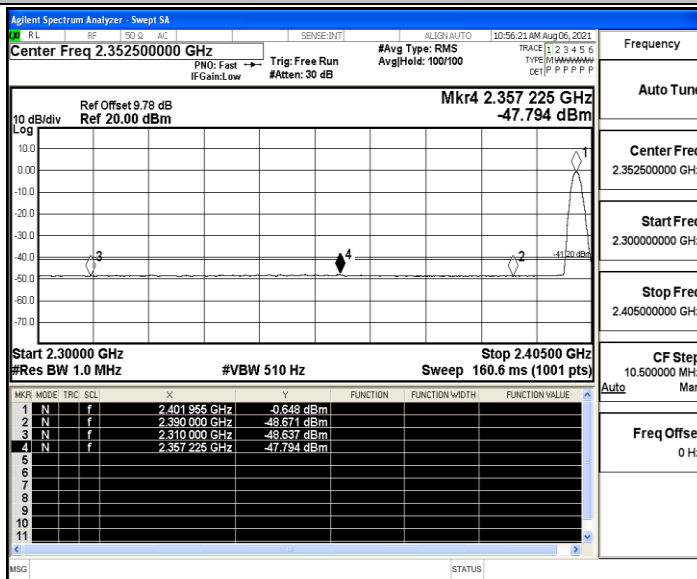 Agilent Spectrum Analyzer - Swept SA
RL RF 50 Ω AC SENSE:INT ALIGN AUTO 10:56:21 AM Aug 06, 2021
Center Freq 2.352500000 GHz
PNO: Fast
IFGain:Low
Trig: Free Run
#Atten: 30 dB
#Avg Type: RMS
Avg|Hold: 100/100
TRACE 1 2 3 4 5 6
TYPE M
DET P P P P P P
Ref Offset 9.78 dB
10 dB/div Ref 20.00 dBm
Log
Mkr4 2.357 225 GHz
-47.794 dBm
10.0
0.00
-10.0
-20.0
-30.0
-40.0
-50.0
-60.0
-70.0
1
3
4
2
-41.20 dBm
Start 2.30000 GHz Stop 2.40500 GHz
#Res BW 1.0 MHz #VBW 510 Hz Sweep 160.6 ms (1001 pts)
MKR MODE TRC SCL X Y FUNCTION FUNCTION WIDTH FUNCTION VALUE
1 N f 2.401 955 GHz -0.648 dBm
2 N f 2.390 000 GHz -48.671 dBm
3 N f 2.310 000 GHz -48.637 dBm
4 N f 2.357 225 GHz -47.794 dBm
5
6
7
8
9
10
11
MSG STATUS
Frequency
Auto Tune
Center Freq
2.352500000 GHz
Start Freq
2.300000000 GHz
Stop Freq
2.405000000 GHz
CF Step
10.500000 MHz
Auto Man
Freq Offset
0 Hz